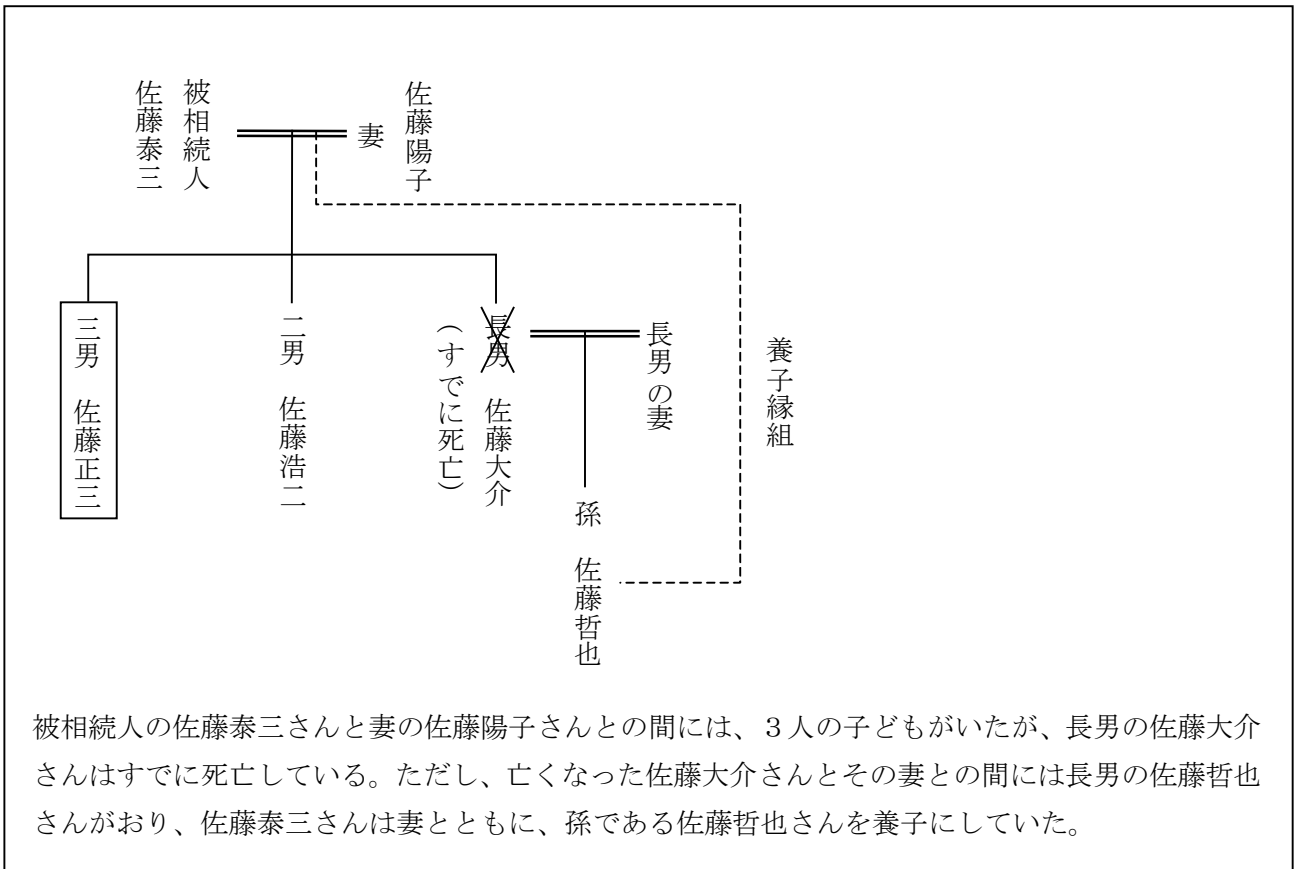 被相続人
佐藤泰三
妻
佐藤陽子
三男 佐藤正三
二男 佐藤浩二
長男 佐藤大介
(すでに死亡)
長男の妻
養子縁組
孫 佐藤哲也
被相続人の佐藤泰三さんと妻の佐藤陽子さんとの間には、3人の子どもがいたが、長男の佐藤大介
さんはすでに死亡している。ただし、亡くなった佐藤大介さんとその妻との間には長男の佐藤哲也
さんがおり、佐藤泰三さんは妻とともに、孫である佐藤哲也さんを養子にしていた。